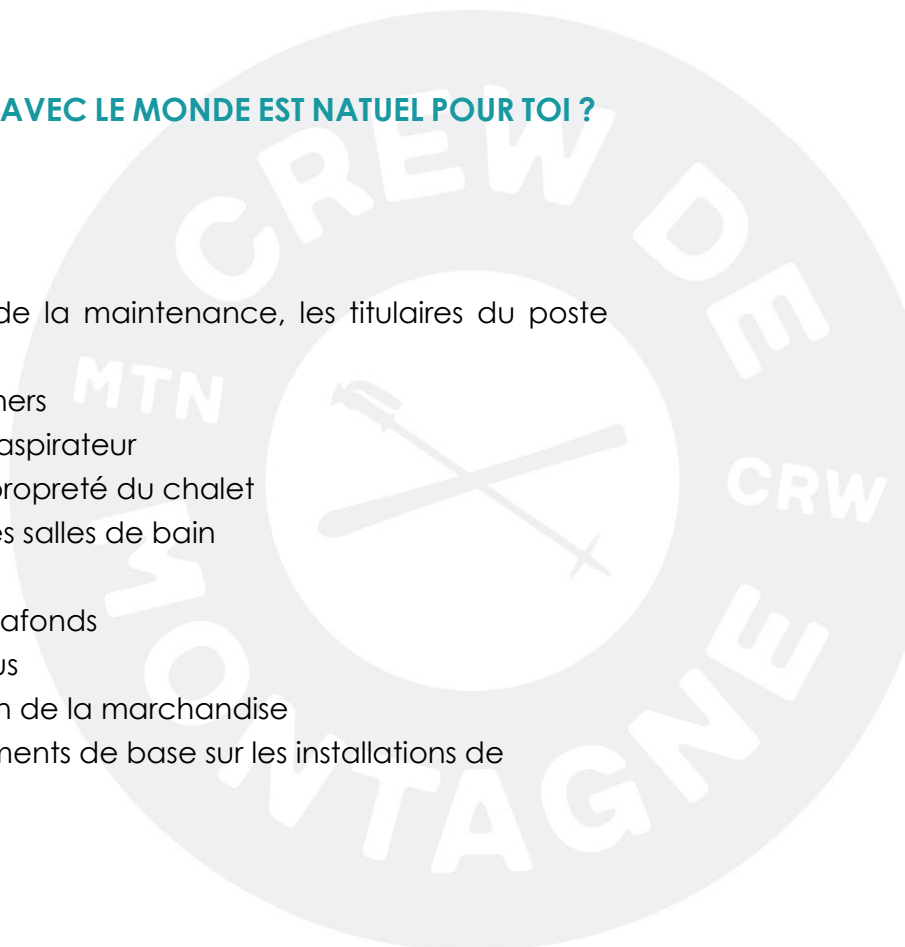 AVEC LE MONDE EST NATUEL POUR TOI ?
CREW DE
de la maintenance, les titulaires du poste
MTN
ners
aspirateur
propreté du chalet
CRW
es salles de bain
afonds
us
n de la marchandise
ments de base sur les installations de
MONTAGNE